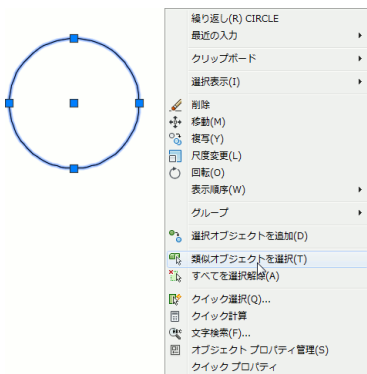 繰り返し(R) CIRCLE
最近の入力
クリップボード
選択表示(I)
削除
移動(M)
複写(Y)
尺度変更(L)
回転(O)
表示順序(W)
グループ
選択オブジェクトを追加(D)
類似オブジェクトを選択(T)
すべてを選択解除(A)
クイック選択(Q)...
クイック計算
文字検索(F)...
オブジェクト プロパティ管理(S)
クイック プロパティ